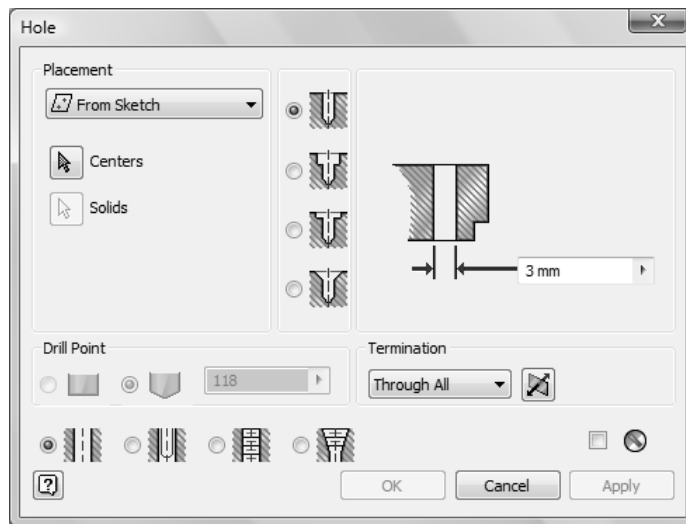 Hole
Placement
From Sketch
Centers
Solids
3 mm
Drill Point
118
Termination
Through All
OK
Cancel
Apply